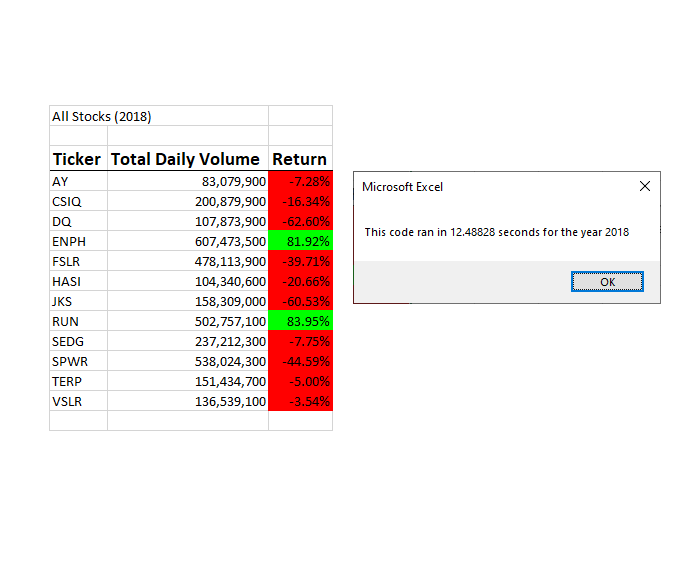 All Stocks (2018)
Ticker Total Daily Volume Return
AY 83,079,900 -7.28%
CSIQ 200,879,900 -16.34%
DQ 107,873,900 -62.60%
ENPH 607,473,500 81.92%
FSLR 478,113,900 -39.71%
HASI 104,340,600 -20.66%
JKS 158,309,000 -60.53%
RUN 502,757,100 83.95%
SEDG 237,212,300 -7.75%
SPWR 538,024,300 -44.59%
TERP 151,434,700 -5.00%
VSLR 136,539,100 -3.54%
Microsoft Excel
This code ran in 12.48828 seconds for the year 2018
OK